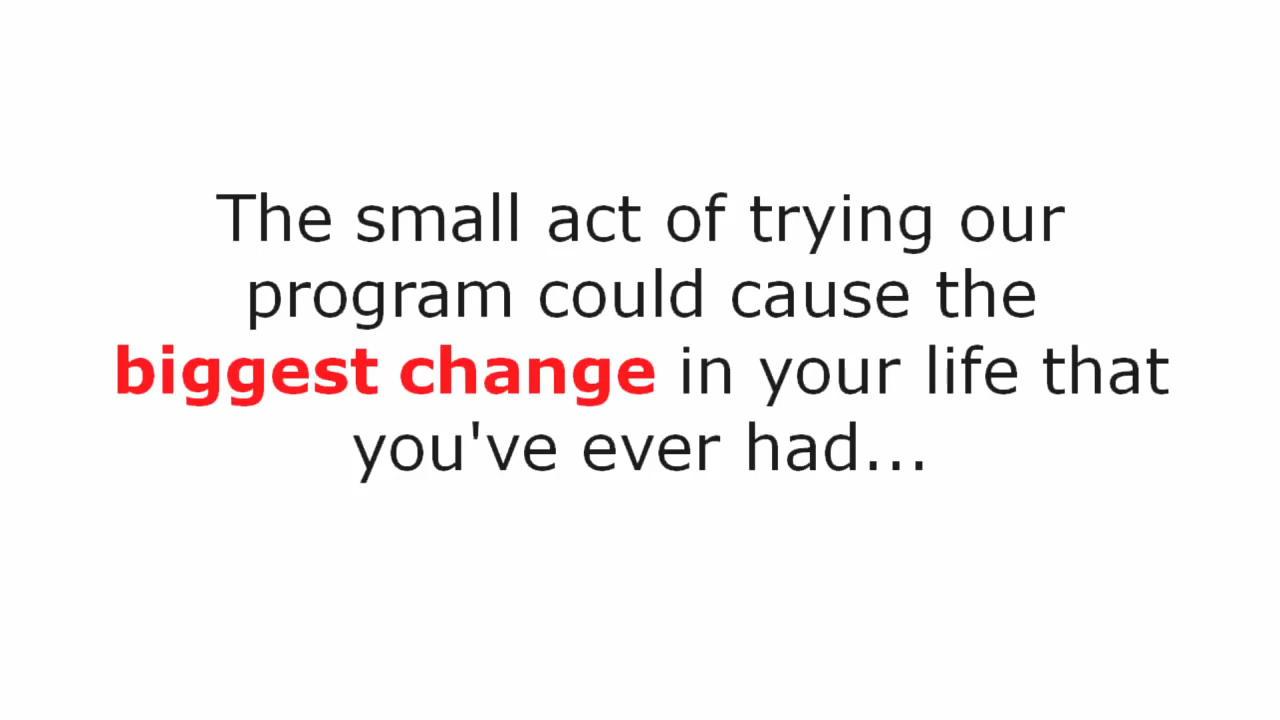 The small act of trying our
program could cause the
biggest change in your life that
you've ever had...